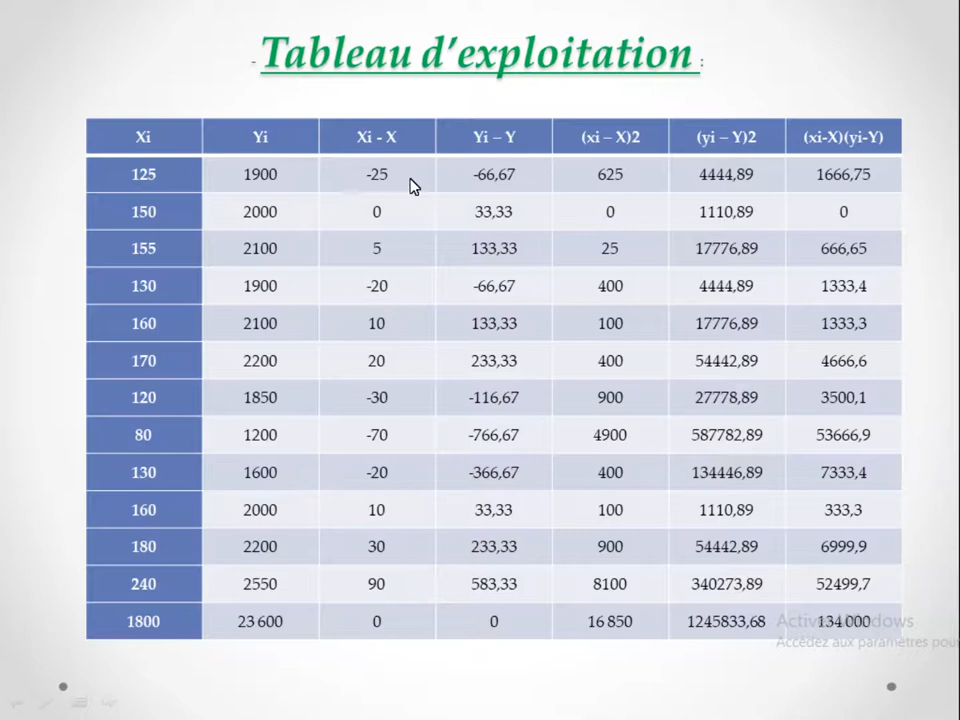 - Tableau d'exploitation :
Xi Yi Xi - X Yi – Y (xi – X)2 (yi – Y)2 (xi-X)(yi-Y)
125 1900 -25 -66,67 625 4444,89 1666,75
150 2000 0 33,33 0 1110,89 0
155 2100 5 133,33 25 17776,89 666,65
130 1900 -20 -66,67 400 4444,89 1333,4
160 2100 10 133,33 100 17776,89 1333,3
170 2200 20 233,33 400 54442,89 4666,6
120 1850 -30 -116,67 900 27778,89 3500,1
80 1200 -70 -766,67 4900 587782,89 53666,9
130 1600 -20 -366,67 400 134446,89 7333,4
160 2000 10 33,33 100 1110,89 333,3
180 2200 30 233,33 900 54442,89 6999,9
240 2550 90 583,33 8100 340273,89 52499,7
1800 23 600 0 0 16 850 1245833,68 134000
Activer Windows
Accédez aux paramètres pou